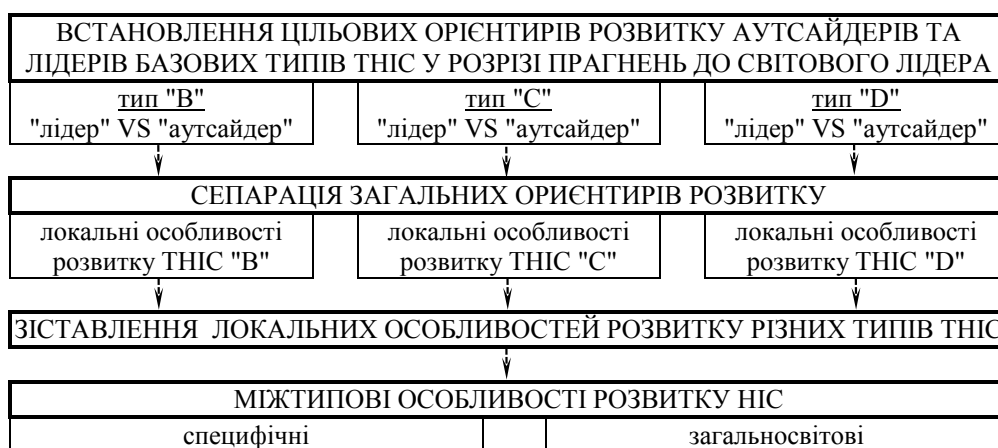 ВСТАНОВЛЕННЯ ЦІЛЬОВИХ ОРІЄНТИРІВ РОЗВИТКУ АУТСАЙДЕРІВ ТА
ЛІДЕРІВ БАЗОВИХ ТИПІВ ТНІС У РОЗРІЗІ ПРАГНЕНЬ ДО СВІТОВОГО ЛІДЕРА
тип "В"
"лідер" VS "аутсайдер"
тип "С"
"лідер" VS "аутсайдер"
тип "D"
"лідер" VS "аутсайдер"
СЕПАРАЦІЯ ЗАГАЛЬНИХ ОРИЄНТИРІВ РОЗВИТКУ
локальні особливості
розвитку ТНІС "В"
локальні особливості
розвитку ТНІС "С"
локальні особливості
розвитку ТНІС "D"
ЗІСТАВЛЕННЯ ЛОКАЛЬНИХ ОСОБЛИВОСТЕЙ РОЗВИТКУ РІЗНИХ ТИПІВ ТНІС
МІЖТИПОВІ ОСОБЛИВОСТІ РОЗВИТКУ НІС
специфічні
загальносвітові